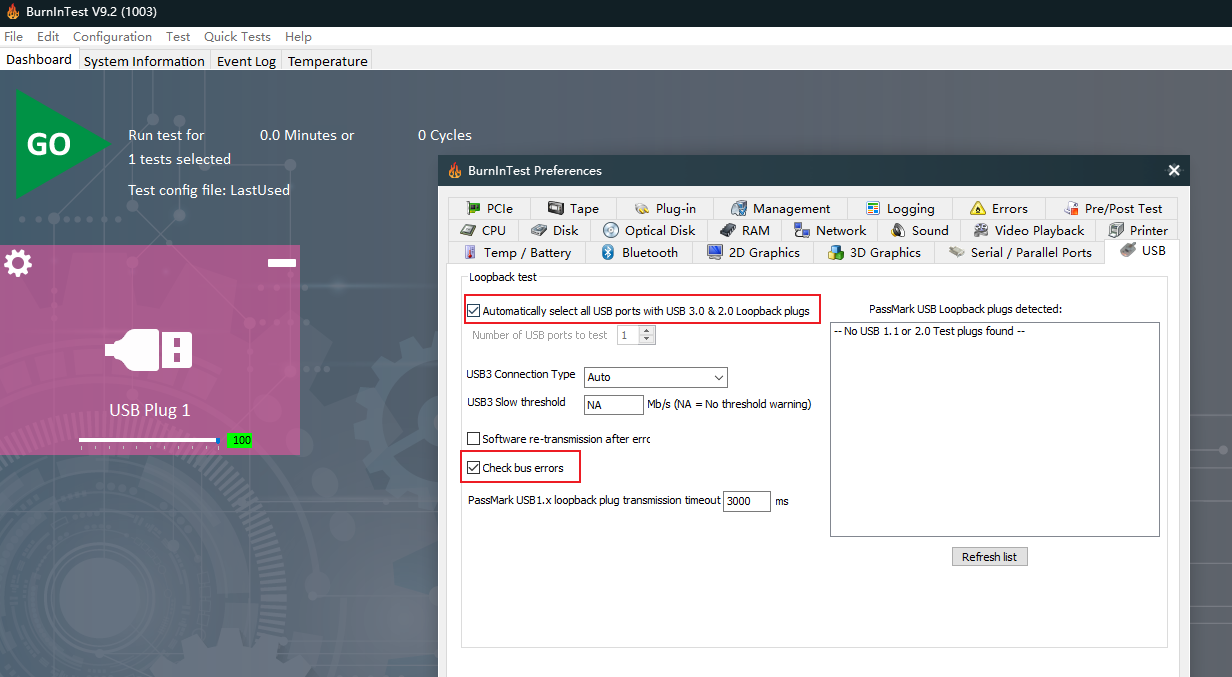 BurnInTest V9.2 (1003)
File Edit Configuration Test Quick Tests Help
Dashboard System Information Event Log Temperature
GO
Run test for 0.0 Minutes or 0 Cycles
1 tests selected
Test config file: LastUsed
USB Plug 1
100
BurnInTest Preferences
PCIe Tape Plug-in Management Logging Errors Pre/Post Test
CPU Disk Optical Disk RAM Network Sound Video Playback Printer
Temp / Battery Bluetooth 2D Graphics 3D Graphics Serial / Parallel Ports USB
Loopback test
Automatically select all USB ports with USB 3.0 & 2.0 Loopback plugs
Number of USB ports to test 1
USB3 Connection Type Auto
USB3 Slow threshold NA Mb/s (NA = No threshold warning)
Software re-transmission after errc
Check bus errors
PassMark USB1.x loopback plug transmission timeout 3000 ms
PassMark USB Loopback plugs detected:
-- No USB 1.1 or 2.0 Test plugs found --
Refresh list